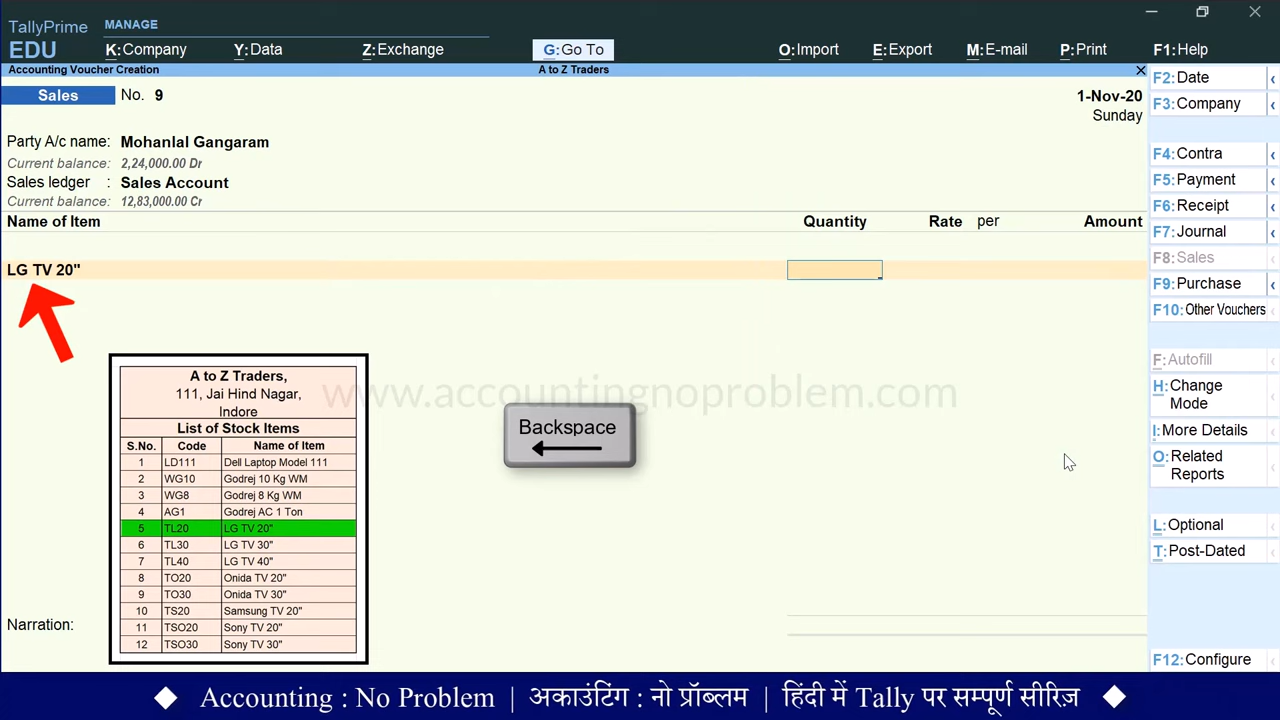 TallyPrime
EDU
MANAGE
K:Company Y:Data Z:Exchange G:Go To O:Import E:Export M:E-mail P:Print F1:Help
Accounting Voucher Creation A to Z Traders
Sales No. 9 1-Nov-20
Sunday
Party A/c name: Mohanlal Gangaram
Current balance: 2,24,000.00 Dr
Sales ledger : Sales Account
Current balance: 12,83,000.00 Cr
Name of Item Quantity Rate per Amount
LG TV 20"
www.accountingnoproblem.com
Backspace
A to Z Traders,
111, Jai Hind Nagar,
Indore
List of Stock Items
S.No. Code Name of Item
1 LD111 Dell Laptop Model 111
2 WG10 Godrej 10 Kg WM
3 WG8 Godrej 8 Kg WM
4 AG1 Godrej AC 1 Ton
5 TL20 LG TV 20"
6 TL30 LG TV 30"
7 TL40 LG TV 40"
8 TO20 Onida TV 20"
9 TO30 Onida TV 30"
10 TS20 Samsung TV 20"
11 TSO20 Sony TV 20"
12 TSO30 Sony TV 30"
Narration:
F2:Date
F3:Company
F4:Contra
F5:Payment
F6:Receipt
F7:Journal
F8:Sales
F9:Purchase
F10:Other Vouchers
F:Autofill
H:Change
Mode
I:More Details
O:Related
Reports
L:Optional
T:Post-Dated
F12:Configure
Accounting : No Problem | अकाउंटिंग : नो प्रॉब्लम | हिंदी में Tally पर सम्पूर्ण सीरिज़